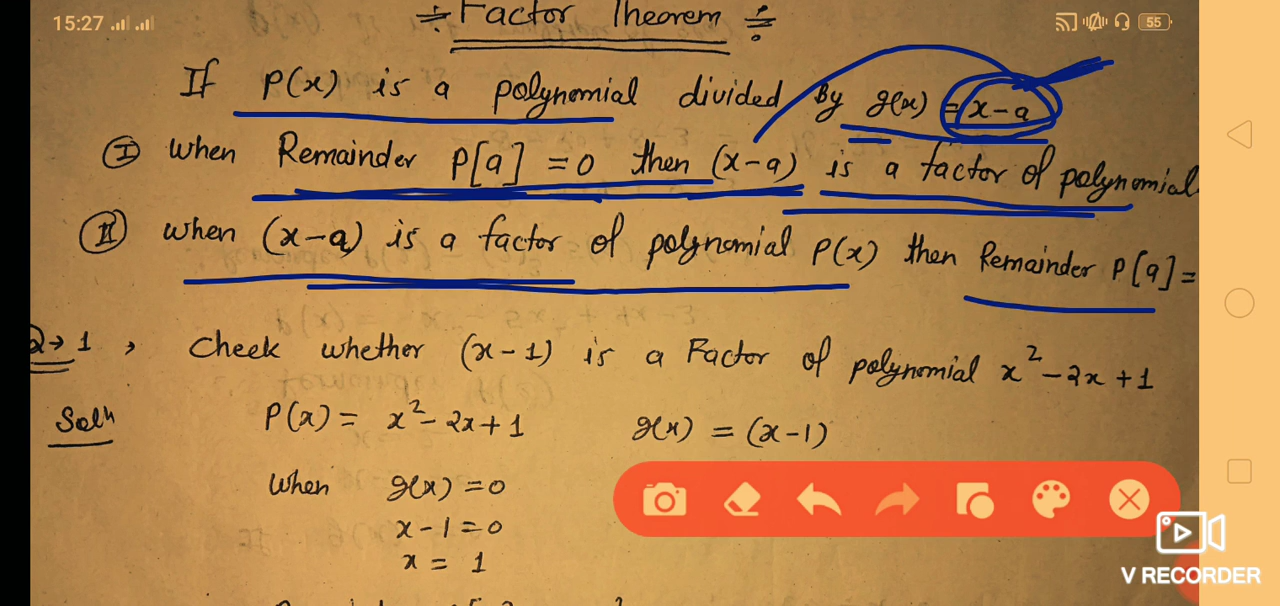 15:27
55
÷ Factor Theorem ÷
If P(x) is a polynomial divided By g(x) = x-a
(I) when Remainder P[a] = 0 then (x-a) is a factor of polynomial
(II) when (x-a) is a factor of polynomial P(x) then Remainder P[a] =
Q→1, Cheek whether (x-1) is a Factor of polynomial x²-2x+1
Soln
P(x) = x²-2x+1 g(x) = (x-1)
when g(x) = 0
x-1 = 0
x = 1
V RECORDER